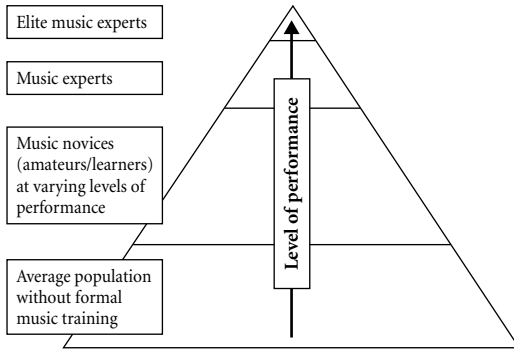 Elite music experts
Music experts
Music novices
(amateurs/learners)
at varying levels of
performance
Average population
without formal
music training
Level of performance